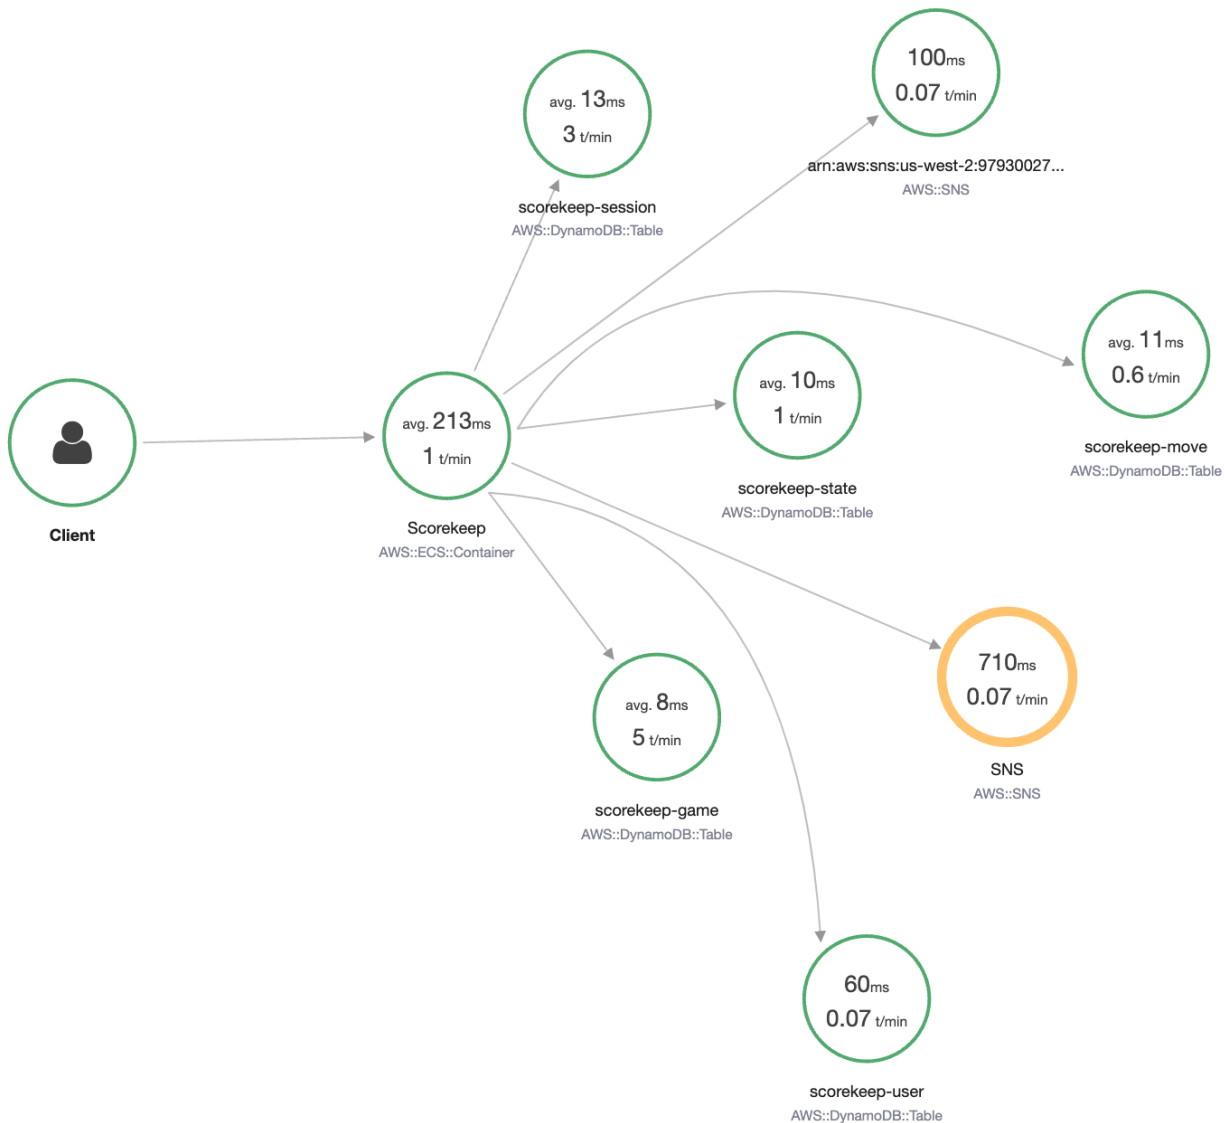 100ms
0.07 t/min
arn:aws:sns:us-west-2:97930027...
AWS::SNS
avg. 13ms
3 t/min
scorekeep-session
AWS::DynamoDB::Table
avg. 11ms
0.6 t/min
scorekeep-move
AWS::DynamoDB::Table
avg. 10ms
1 t/min
scorekeep-state
AWS::DynamoDB::Table
Client
avg. 213ms
1 t/min
Scorekeep
AWS::ECS::Container
710ms
0.07 t/min
SNS
AWS::SNS
avg. 8ms
5 t/min
scorekeep-game
AWS::DynamoDB::Table
60ms
0.07 t/min
scorekeep-user
AWS::DynamoDB::Table